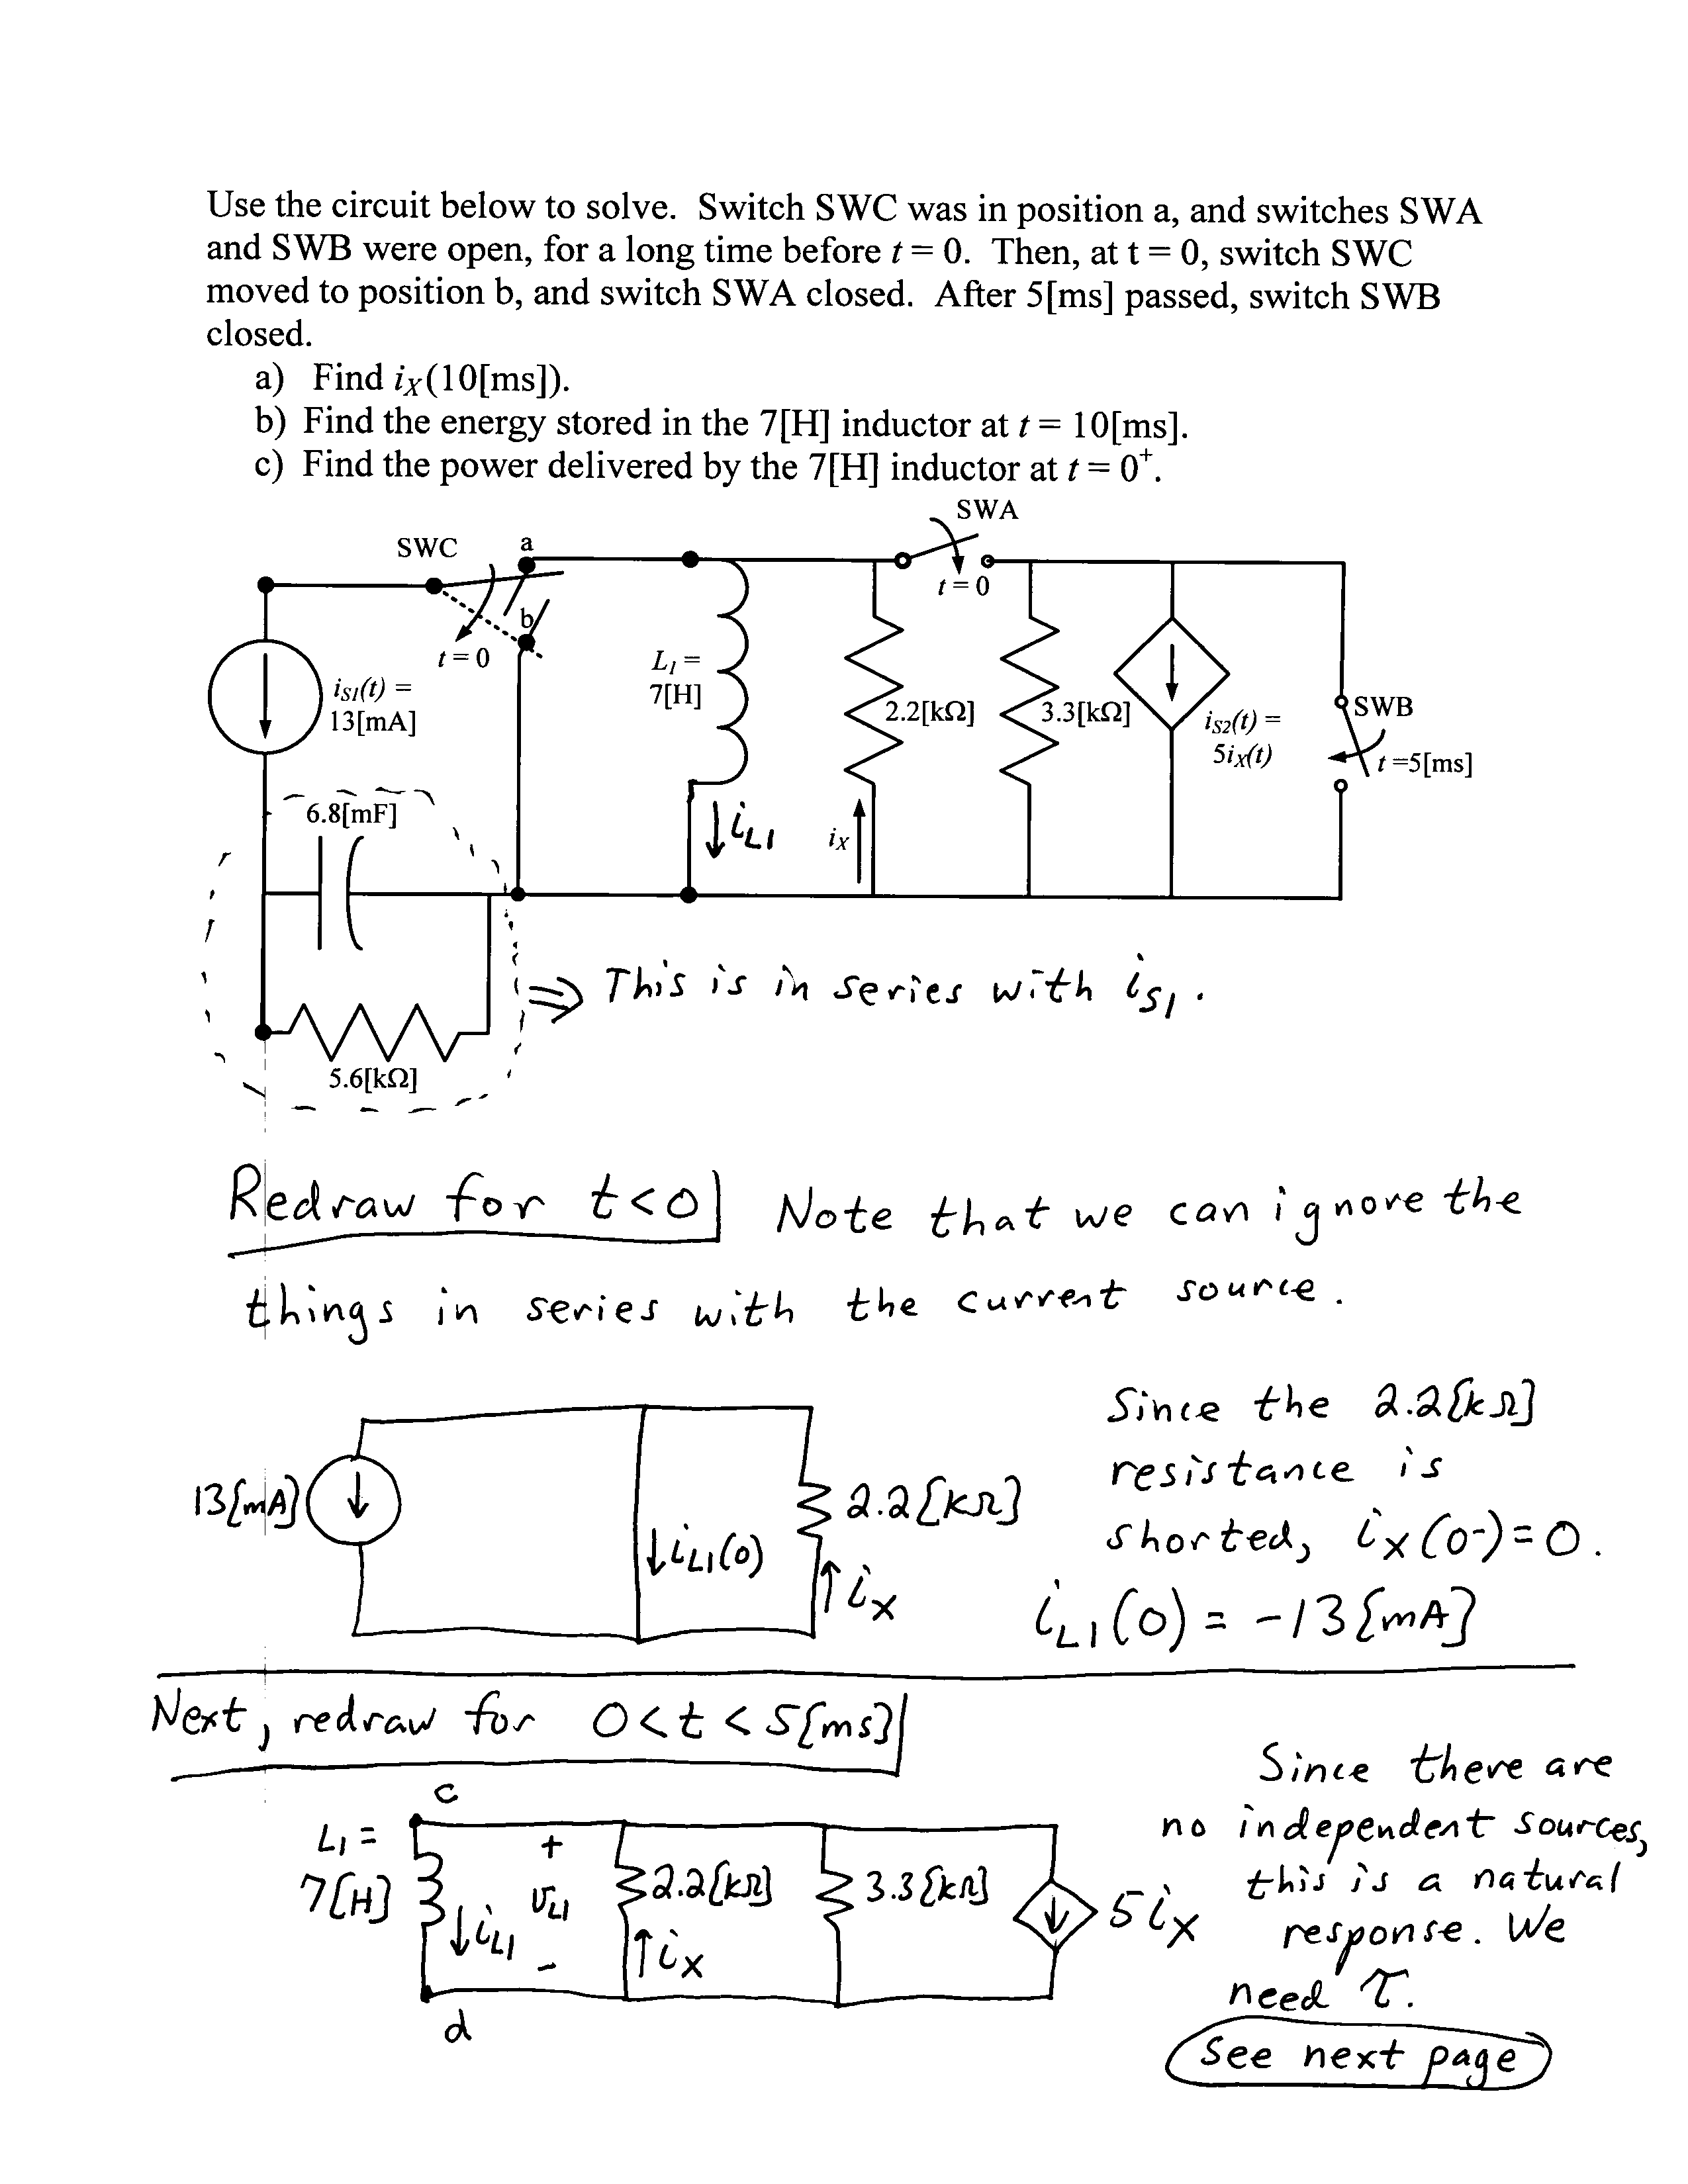 Use the circuit below to solve. Switch SWC was in position a, and switches SWA
and SWB were open, for a long time before t = 0. Then, at t = 0, switch SWC
moved to position b, and switch SWA closed. After 5[ms] passed, switch SWB
closed.
a) Find iX(10[ms]).
b) Find the energy stored in the 7[H] inductor at t = 10[ms].
c) Find the power delivered by the 7[H] inductor at t = 0⁺.
SWA
SWC
a
t = 0
b
t = 0
iS1(t) =
13[mA]
L1 =
7[H]
2.2[kΩ]
3.3[kΩ]
iS2(t) =
5iX(t)
SWB
t =5[ms]
6.8[mF]
iL1
iX
This is in series with iS1.
5.6[kΩ]
Redraw for t<0
Note that we can ignore the
things in series with the current source.
13[mA]
iL1(0)
2.2[kΩ]
iX
Since the 2.2[kΩ]
resistance is
shorted, iX(0-)=0.
iL1(0) = -13[mA]
Next, redraw for 0<t<5[ms]
c
L1 =
7[H]
iL1
+
vL1
-
2.2[kΩ]
iX
3.3[kΩ]
5iX
d
Since there are
no independent sources,
this is a natural
response. We
need τ.
see next page